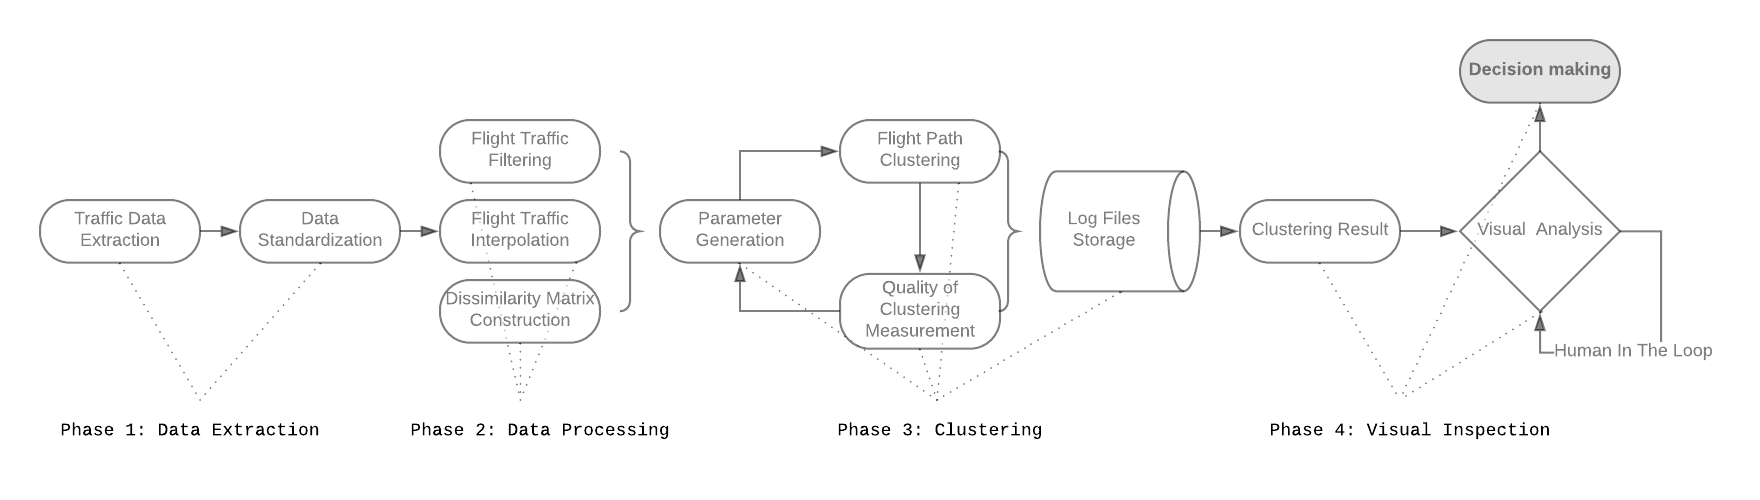 Decision making
Flight Traffic
Filtering
Flight Path
Clustering
Traffic Data
Extraction
Data
Standardization
Flight Traffic
Interpolation
Parameter
Generation
Log Files
Storage
Clustering Result
Visual Analysis
Dissimilarity Matrix
Construction
Quality of
Clustering
Measurement
Human In The Loop
Phase 1: Data Extraction
Phase 2: Data Processing
Phase 3: Clustering
Phase 4: Visual Inspection